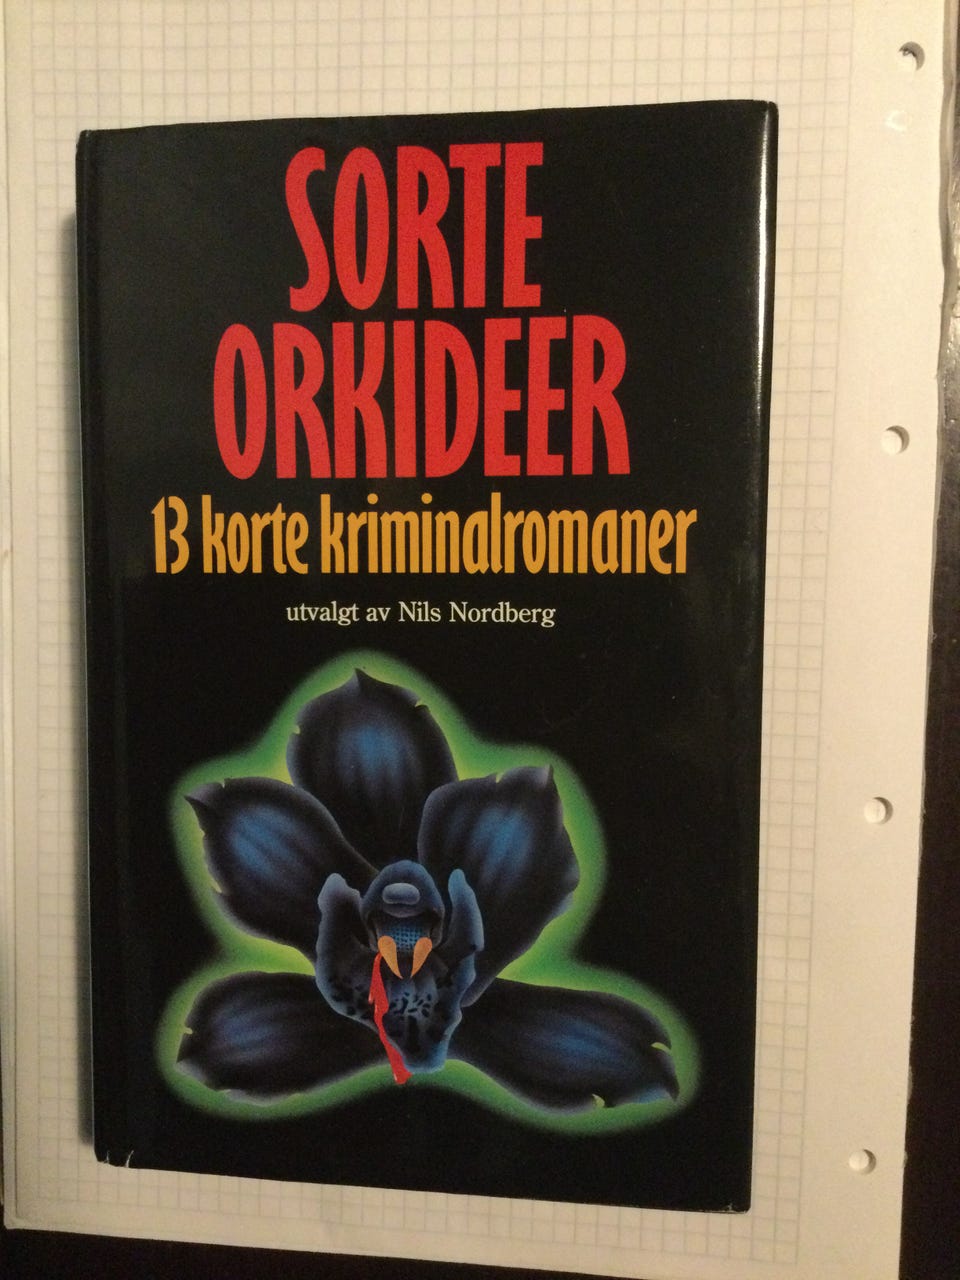 SORTE
ORKIDEER
13 korte kriminalromaner
utvalgt av Nils Nordberg